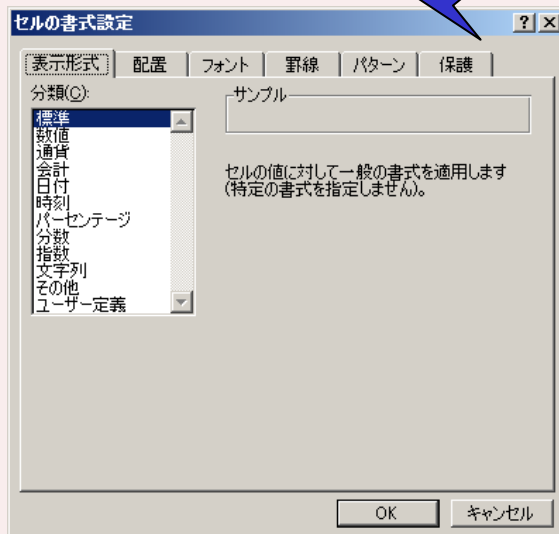 セルの書式設定
表示形式 配置 フォント 罫線 パターン 保護
分類(C):
標準
数値
通貨
会計
日付
時刻
パーセンテージ
分数
指数
文字列
その他
ユーザー定義
サンプル
セルの値に対して一般の書式を適用します
(特定の書式を指定しません)。
OK キャンセル